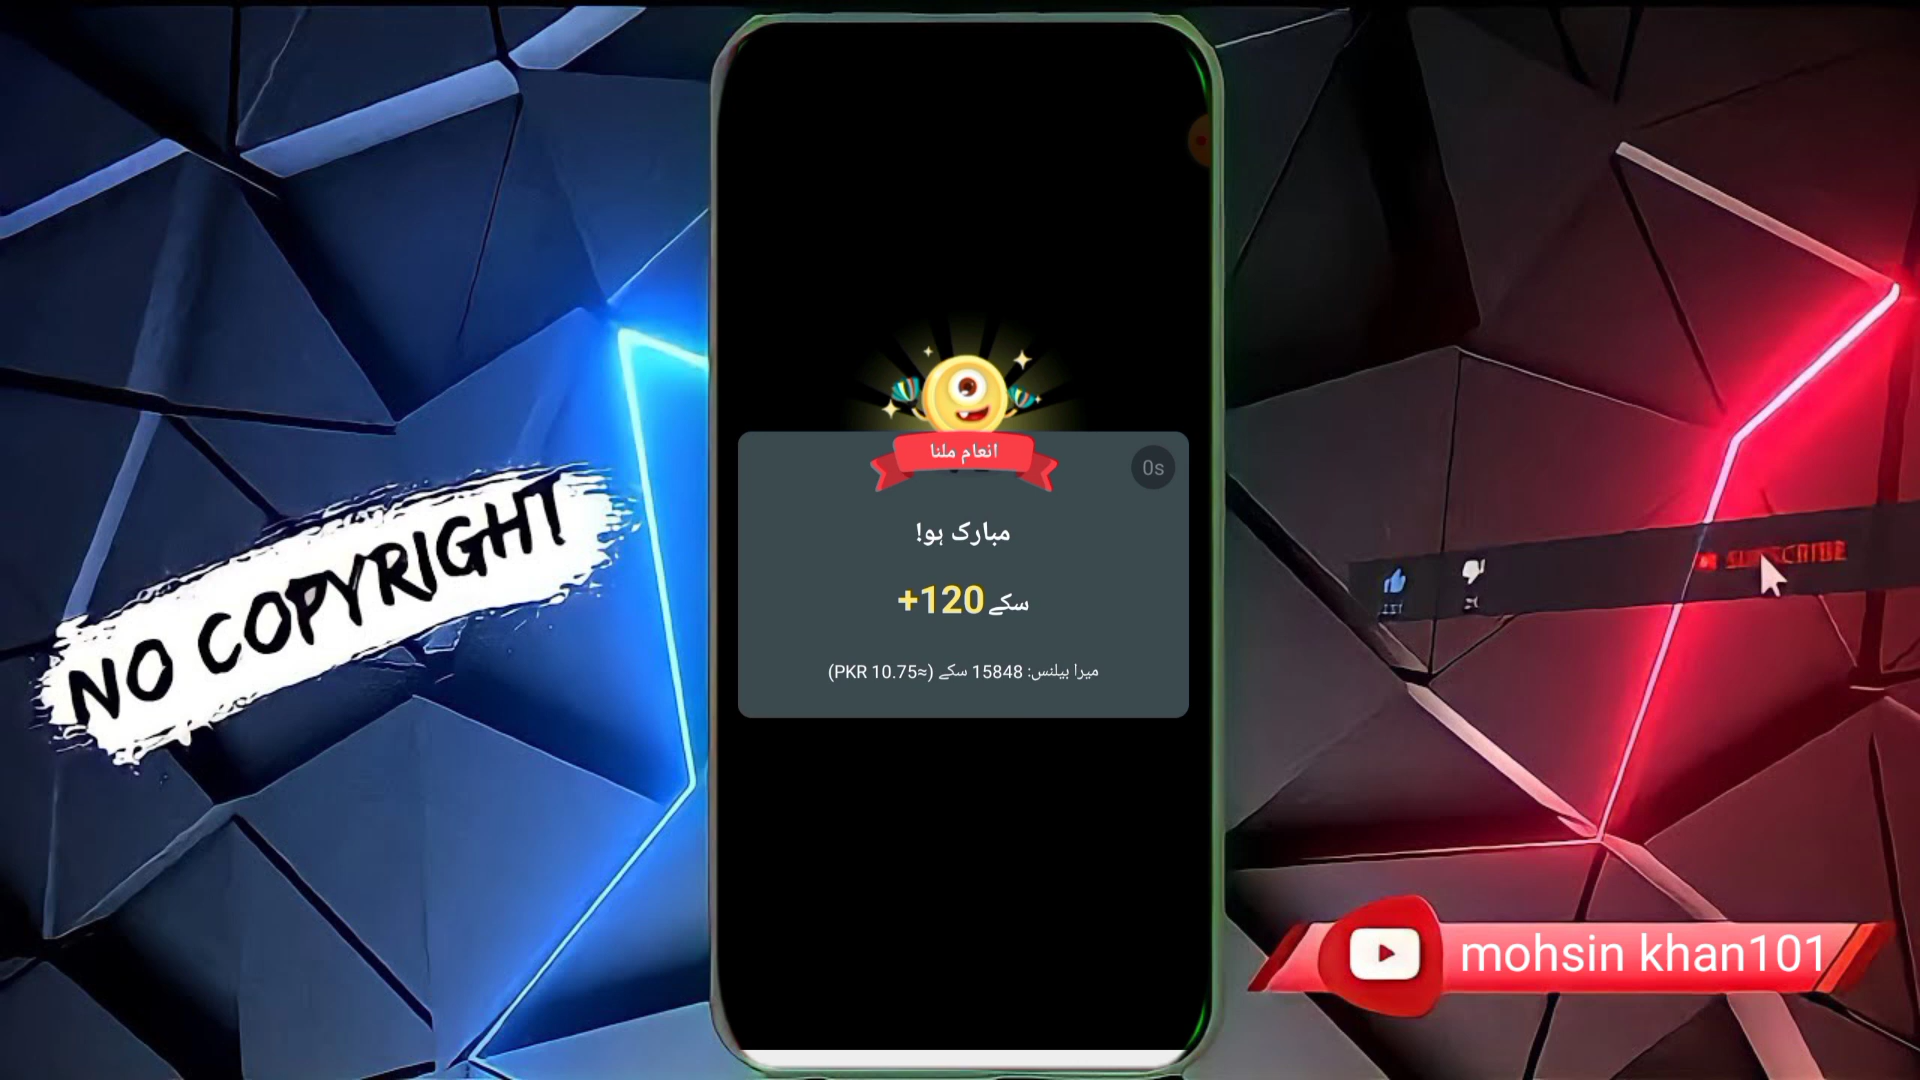 NO COPYRIGHT
انعام ملنا
0s
مبارک ہو!
+120 سکے
میرا بیلنس: 15848 سکے (≈PKR 10.75)
mohsin khan101